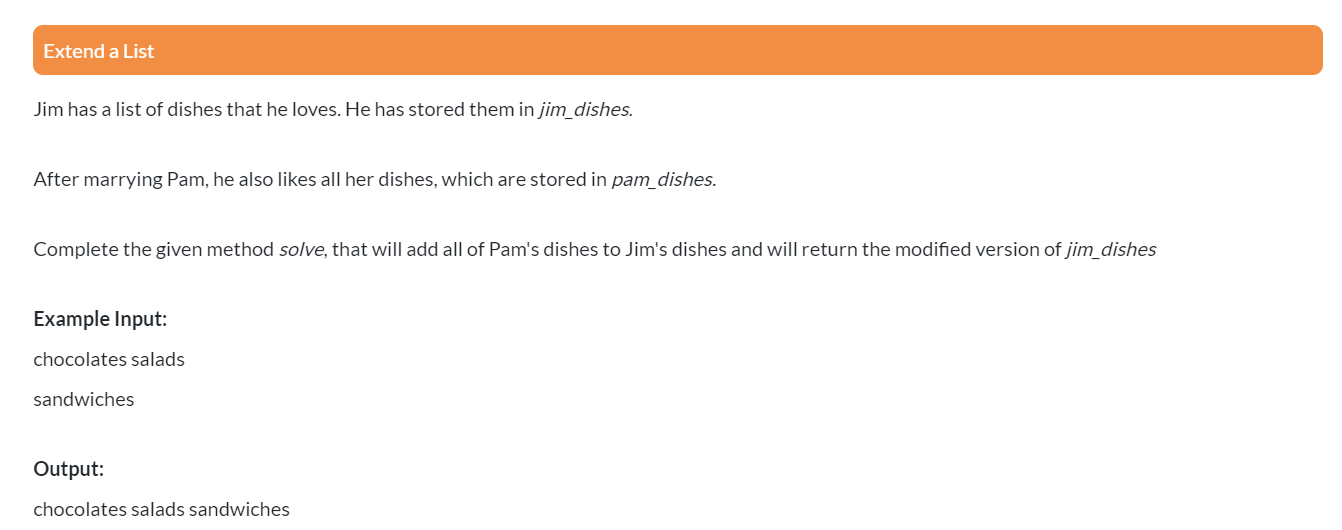 Extend a List
Jim has a list of dishes that he loves. He has stored them in jim_dishes.
After marrying Pam, he also likes all her dishes, which are stored in pam_dishes.
Complete the given method solve, that will add all of Pam's dishes to Jim's dishes and will return the modified version of jim_dishes
Example Input:
chocolates salads
sandwiches
Output:
chocolates salads sandwiches